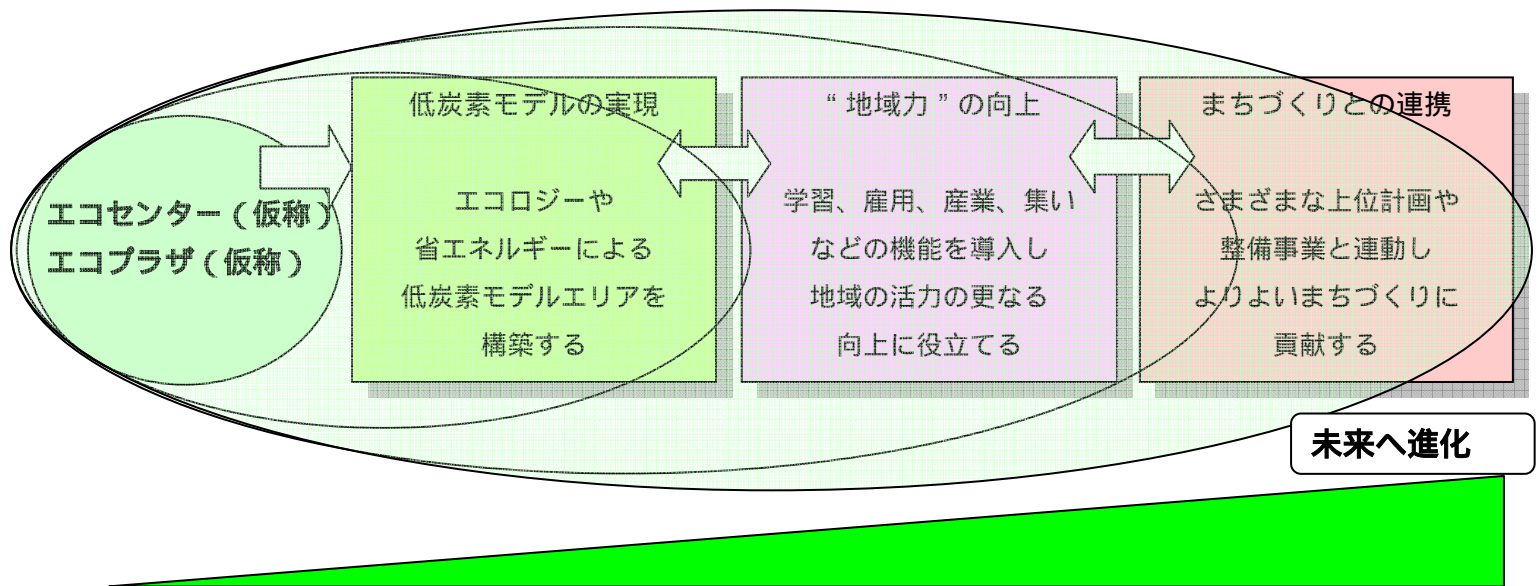 エコセンター(仮称)
エコプラザ(仮称)
低炭素モデルの実現
エコロジーや
省エネルギーによる
低炭素モデルエリアを
構築する
“地域力”の向上
学習、雇用、産業、集い
などの機能を導入し
地域の活力の更なる
向上に役立てる
まちづくりとの連携
さまざまな上位計画や
整備事業と連動し
よりよいまちづくりに
貢献する
未来へ進化